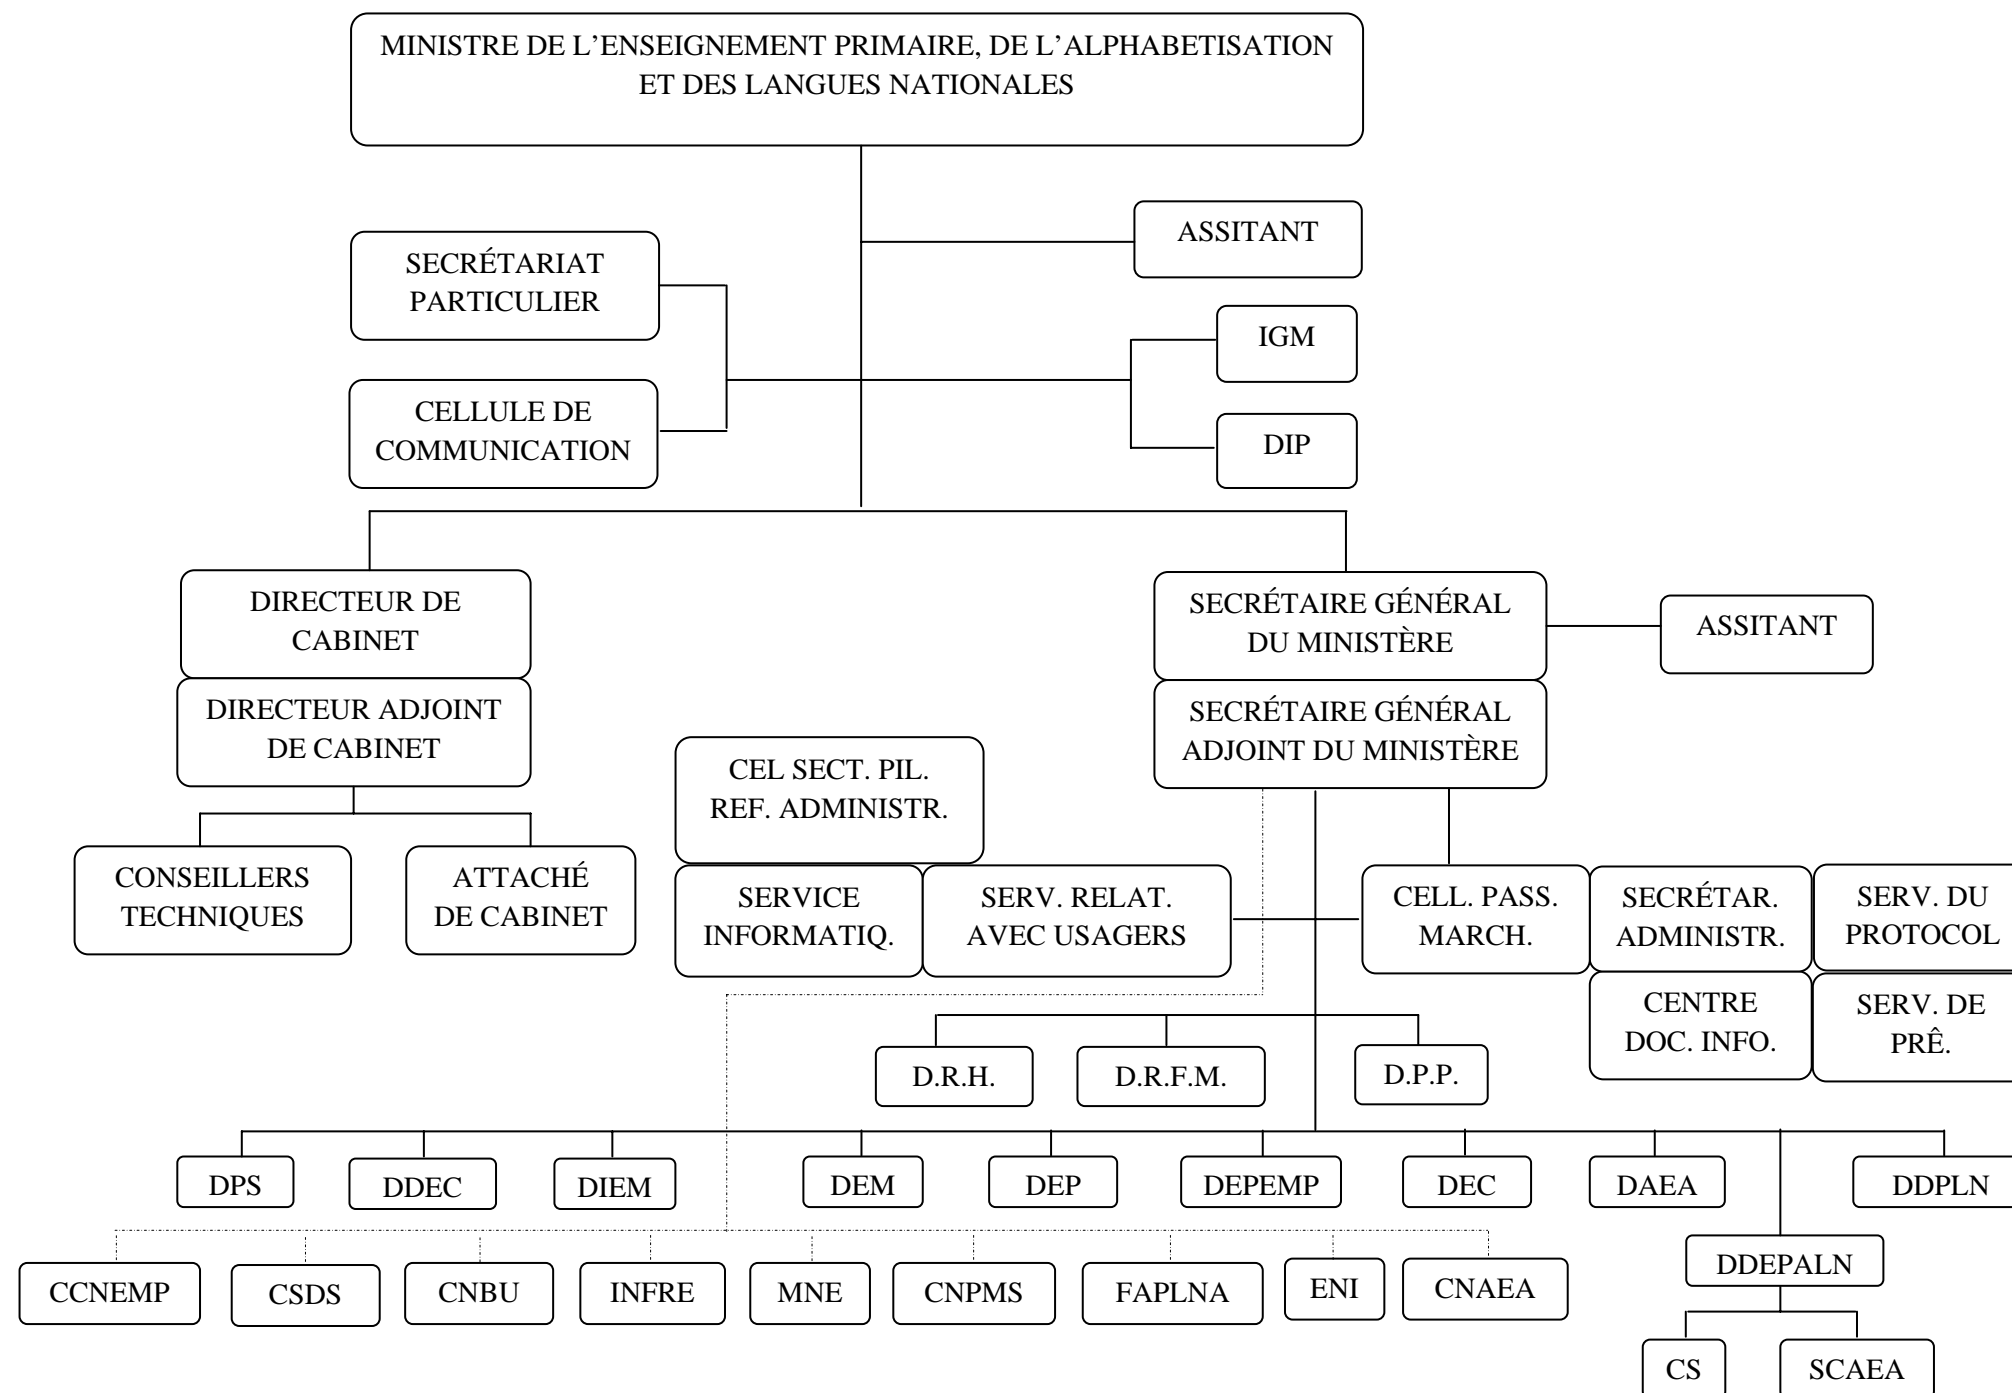 MINISTRE DE L'ENSEIGNEMENT PRIMAIRE, DE L'ALPHABETISATION
ET DES LANGUES NATIONALES
ASSITANT
SECRÉTARIAT
PARTICULIER
IGM
CELLULE DE
COMMUNICATION
DIP
DIRECTEUR DE
CABINET
SECRÉTAIRE GÉNÉRAL
DU MINISTÈRE
ASSITANT
DIRECTEUR ADJOINT
DE CABINET
SECRÉTAIRE GÉNÉRAL
ADJOINT DU MINISTÈRE
CEL SECT. PIL.
REF. ADMINISTR.
CONSEILLERS
TECHNIQUES
ATTACHÉ
DE CABINET
SERVICE
INFORMATIQ.
SERV. RELAT.
AVEC USAGERS
CELL. PASS.
MARCH.
SECRÉTAR.
ADMINISTR.
SERV. DU
PROTOCOL
CENTRE
DOC. INFO.
SERV. DE
PRÊ.
D.R.H.
D.R.F.M.
D.P.P.
DPS
DDEC
DIEM
DEM
DEP
DEPEMP
DEC
DAEA
DDPLN
CCNEMP
CSDS
CNBU
INFRE
MNE
CNPMS
FAPLNA
ENI
CNAEA
DDEPALN
CS
SCAEA